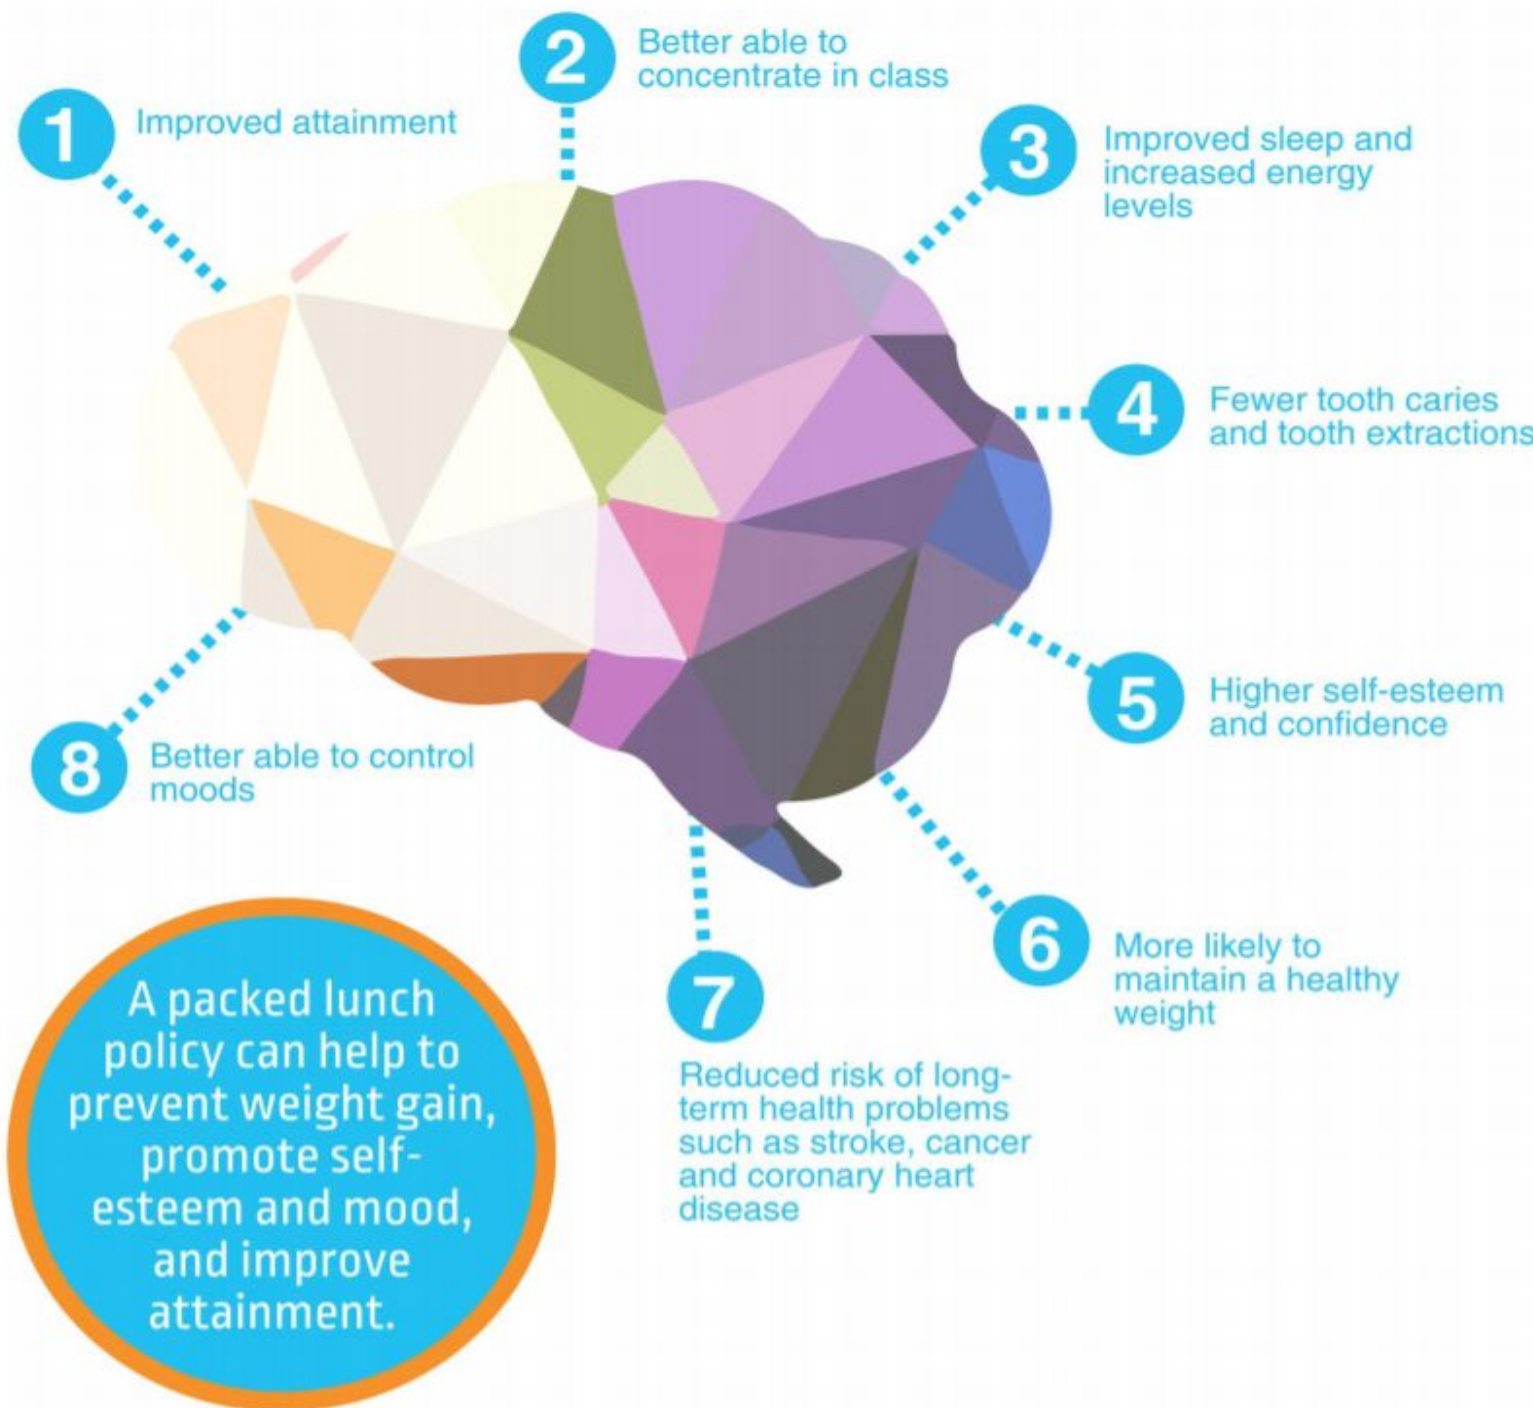 1
Improved attainment
2
Better able to
concentrate in class
3
Improved sleep and
increased energy
levels
4
Fewer tooth caries
and tooth extractions
5
Higher self-esteem
and confidence
6
More likely to
maintain a healthy
weight
7
Reduced risk of long-
term health problems
such as stroke, cancer
and coronary heart
disease
8
Better able to control
moods
A packed lunch
policy can help to
prevent weight gain,
promote self-
esteem and mood,
and improve
attainment.